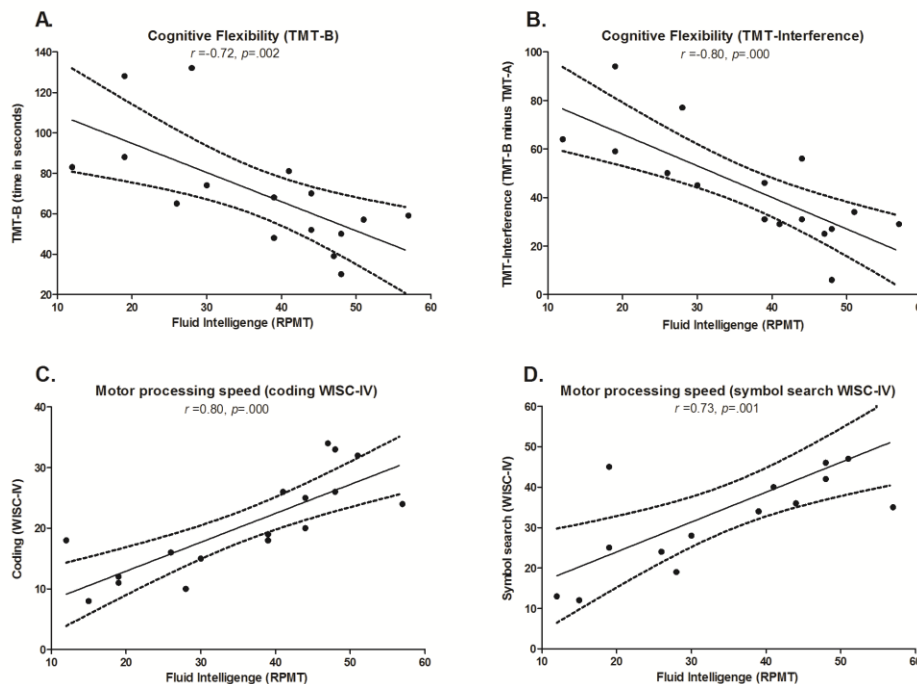 A.
Cognitive Flexibility (TMT-B)
r =-0.72, p=.002
TMT-B (time in seconds)
140
120
100
80
60
40
20
10 20 30 40 50 60
Fluid Intelligenge (RPMT)
B.
Cognitive Flexibility (TMT-Interference)
r =-0.80, p=.000
TMT-Interference (TMT-B minus TMT-A)
100
80
60
40
20
0
10 20 30 40 50 60
Fluid Intelligenge (RPMT)
C.
Motor processing speed (coding WISC-IV)
r =0.80, p=.000
Coding (WISC-IV)
40
30
20
10
0
10 20 30 40 50 60
Fluid Intelligenge (RPMT)
D.
Motor processing speed (symbol search WISC-IV)
r =0.73, p=.001
Symbol search (WISC-IV)
60
50
40
30
20
10
0
10 20 30 40 50 60
Fluid Intelligenge (RPMT)